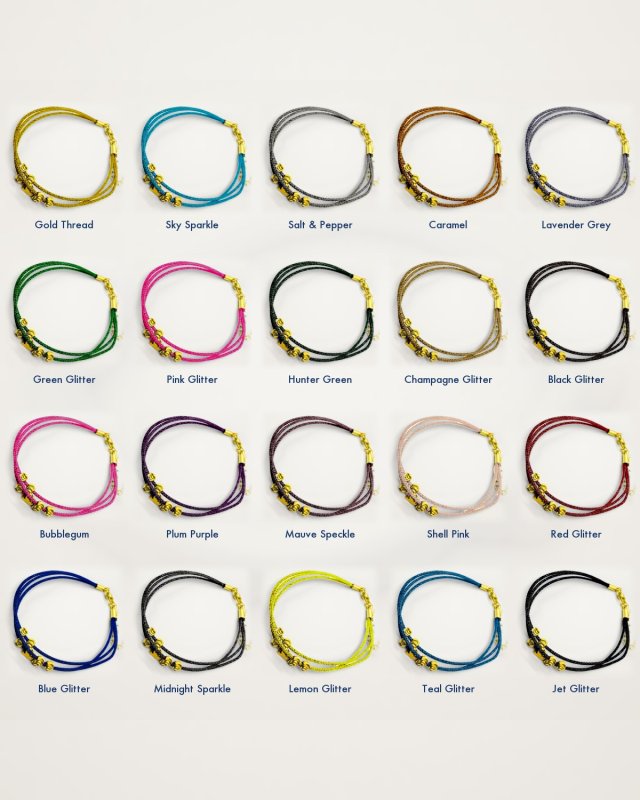 Gold Thread
Sky Sparkle
Salt & Pepper
Caramel
Lavender Grey
Green Glitter
Pink Glitter
Hunter Green
Champagne Glitter
Black Glitter
Bubblegum
Plum Purple
Mauve Speckle
Shell Pink
Red Glitter
Blue Glitter
Midnight Sparkle
Lemon Glitter
Teal Glitter
Jet Glitter